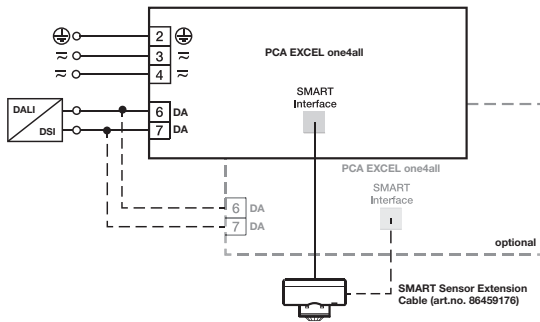 2
PCA EXCEL one4all
3
4
SMART
Interface
DALI
DSI
6 DA
7 DA
PCA EXCEL one4all
SMART
Interface
6 DA
7 DA
optional
SMART Sensor Extension
Cable (art.no. 86459176)